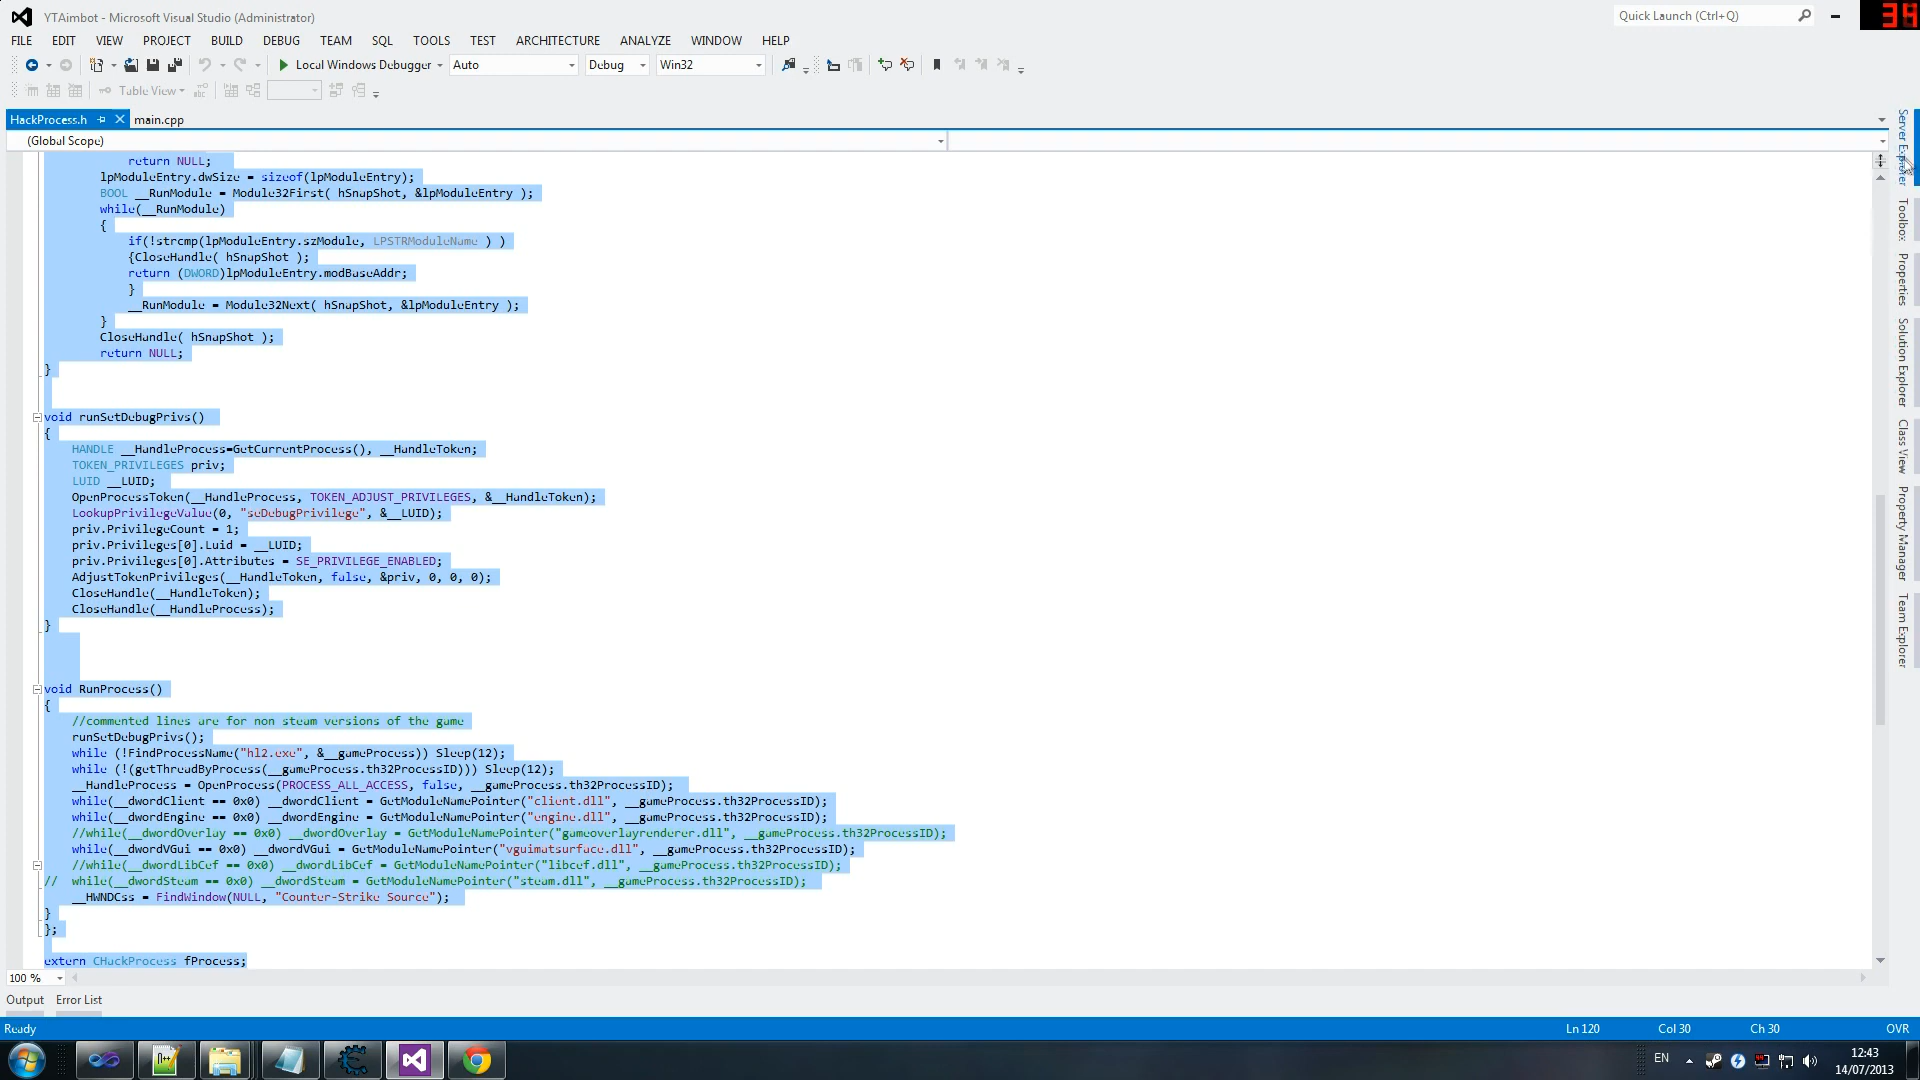 YTAimbot - Microsoft Visual Studio (Administrator)
Quick Launch (Ctrl+Q)
34
FILE EDIT VIEW PROJECT BUILD DEBUG TEAM SQL TOOLS TEST ARCHITECTURE ANALYZE WINDOW HELP
Local Windows Debugger Auto Debug Win32
Table View
HackProcess.h main.cpp
(Global Scope)
return NULL;
lpModuleEntry.dwSize = sizeof(lpModuleEntry);
BOOL __RunModule = Module32First( hSnapShot, &lpModuleEntry );
while(__RunModule)
{
if(!strcmp(lpModuleEntry.szModule, LPSTRModuleName ) )
{CloseHandle( hSnapShot );
return (DWORD)lpModuleEntry.modBaseAddr;
}
__RunModule = Module32Next( hSnapShot, &lpModuleEntry );
}
CloseHandle( hSnapShot );
return NULL;
}
void runSetDebugPrivs()
{
HANDLE __HandleProcess=GetCurrentProcess(), __HandleToken;
TOKEN_PRIVILEGES priv;
LUID __LUID;
OpenProcessToken(__HandleProcess, TOKEN_ADJUST_PRIVILEGES, &__HandleToken);
LookupPrivilegeValue(0, "seDebugPrivilege", &__LUID);
priv.PrivilegeCount = 1;
priv.Privileges[0].Luid = __LUID;
priv.Privileges[0].Attributes = SE_PRIVILEGE_ENABLED;
AdjustTokenPrivileges(__HandleToken, false, &priv, 0, 0, 0);
CloseHandle(__HandleToken);
CloseHandle(__HandleProcess);
}
void RunProcess()
{
//commented lines are for non steam versions of the game
runSetDebugPrivs();
while (!FindProcessName("hl2.exe", &__gameProcess)) Sleep(12);
while (!(getThreadByProcess(__gameProcess.th32ProcessID))) Sleep(12);
__HandleProcess = OpenProcess(PROCESS_ALL_ACCESS, false, __gameProcess.th32ProcessID);
while(__dwordClient == 0x0) __dwordClient = GetModuleNamePointer("client.dll", __gameProcess.th32ProcessID);
while(__dwordEngine == 0x0) __dwordEngine = GetModuleNamePointer("engine.dll", __gameProcess.th32ProcessID);
//while(__dwordOverlay == 0x0) __dwordOverlay = GetModuleNamePointer("gameoverlayrenderer.dll", __gameProcess.th32ProcessID);
while(__dwordVGui == 0x0) __dwordVGui = GetModuleNamePointer("vguimatsurface.dll", __gameProcess.th32ProcessID);
//while(__dwordLibCef == 0x0) __dwordLibCef = GetModuleNamePointer("libcef.dll", __gameProcess.th32ProcessID);
// while(__dwordSteam == 0x0) __dwordSteam = GetModuleNamePointer("steam.dll", __gameProcess.th32ProcessID);
__HWNDCss = FindWindow(NULL, "Counter-Strike Source");
}
};
extern CHackProcess fProcess;
Server Explorer
Toolbox
Properties
Solution Explorer
Class View
Property Manager
Team Explorer
100 %
Output Error List
Ready Ln 120 Col 30 Ch 30 OVR
EN
12:43
14/07/2013